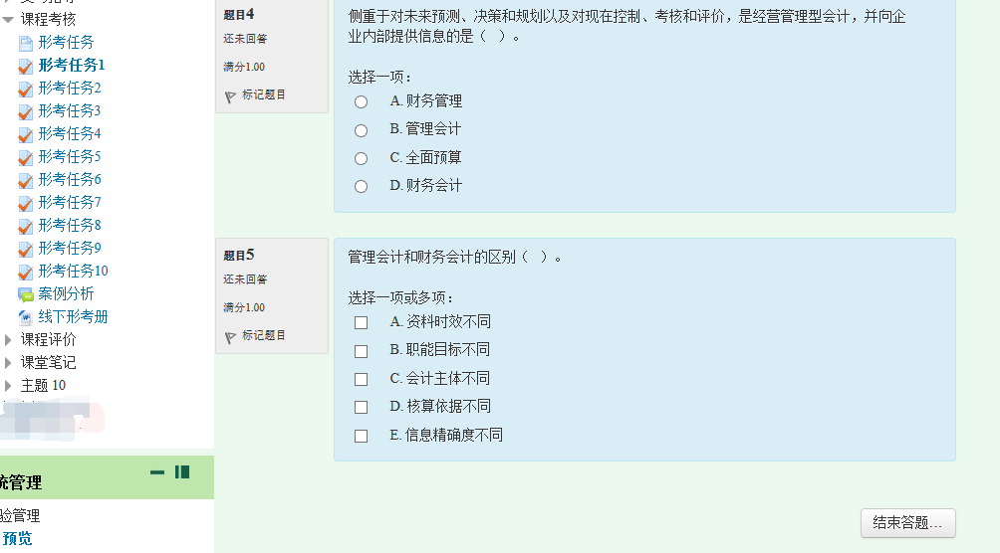 课程考核
形考任务
形考任务1
形考任务2
形考任务3
形考任务4
形考任务5
形考任务6
形考任务7
形考任务8
形考任务9
形考任务10
案例分析
线下形考册
课程评价
课堂笔记
主题 10
统管理
验管理
预览
题目4
还未回答
满分1.00
标记题目
侧重于对未来预测、决策和规划以及对现在控制、考核和评价，是经营管理型会计，并向企
业内部提供信息的是（　）。
选择一项：
A. 财务管理
B. 管理会计
C. 全面预算
D. 财务会计
题目5
还未回答
满分1.00
标记题目
管理会计和财务会计的区别（　）。
选择一项或多项：
A. 资料时效不同
B. 职能目标不同
C. 会计主体不同
D. 核算依据不同
E. 信息精确度不同
结束答题…